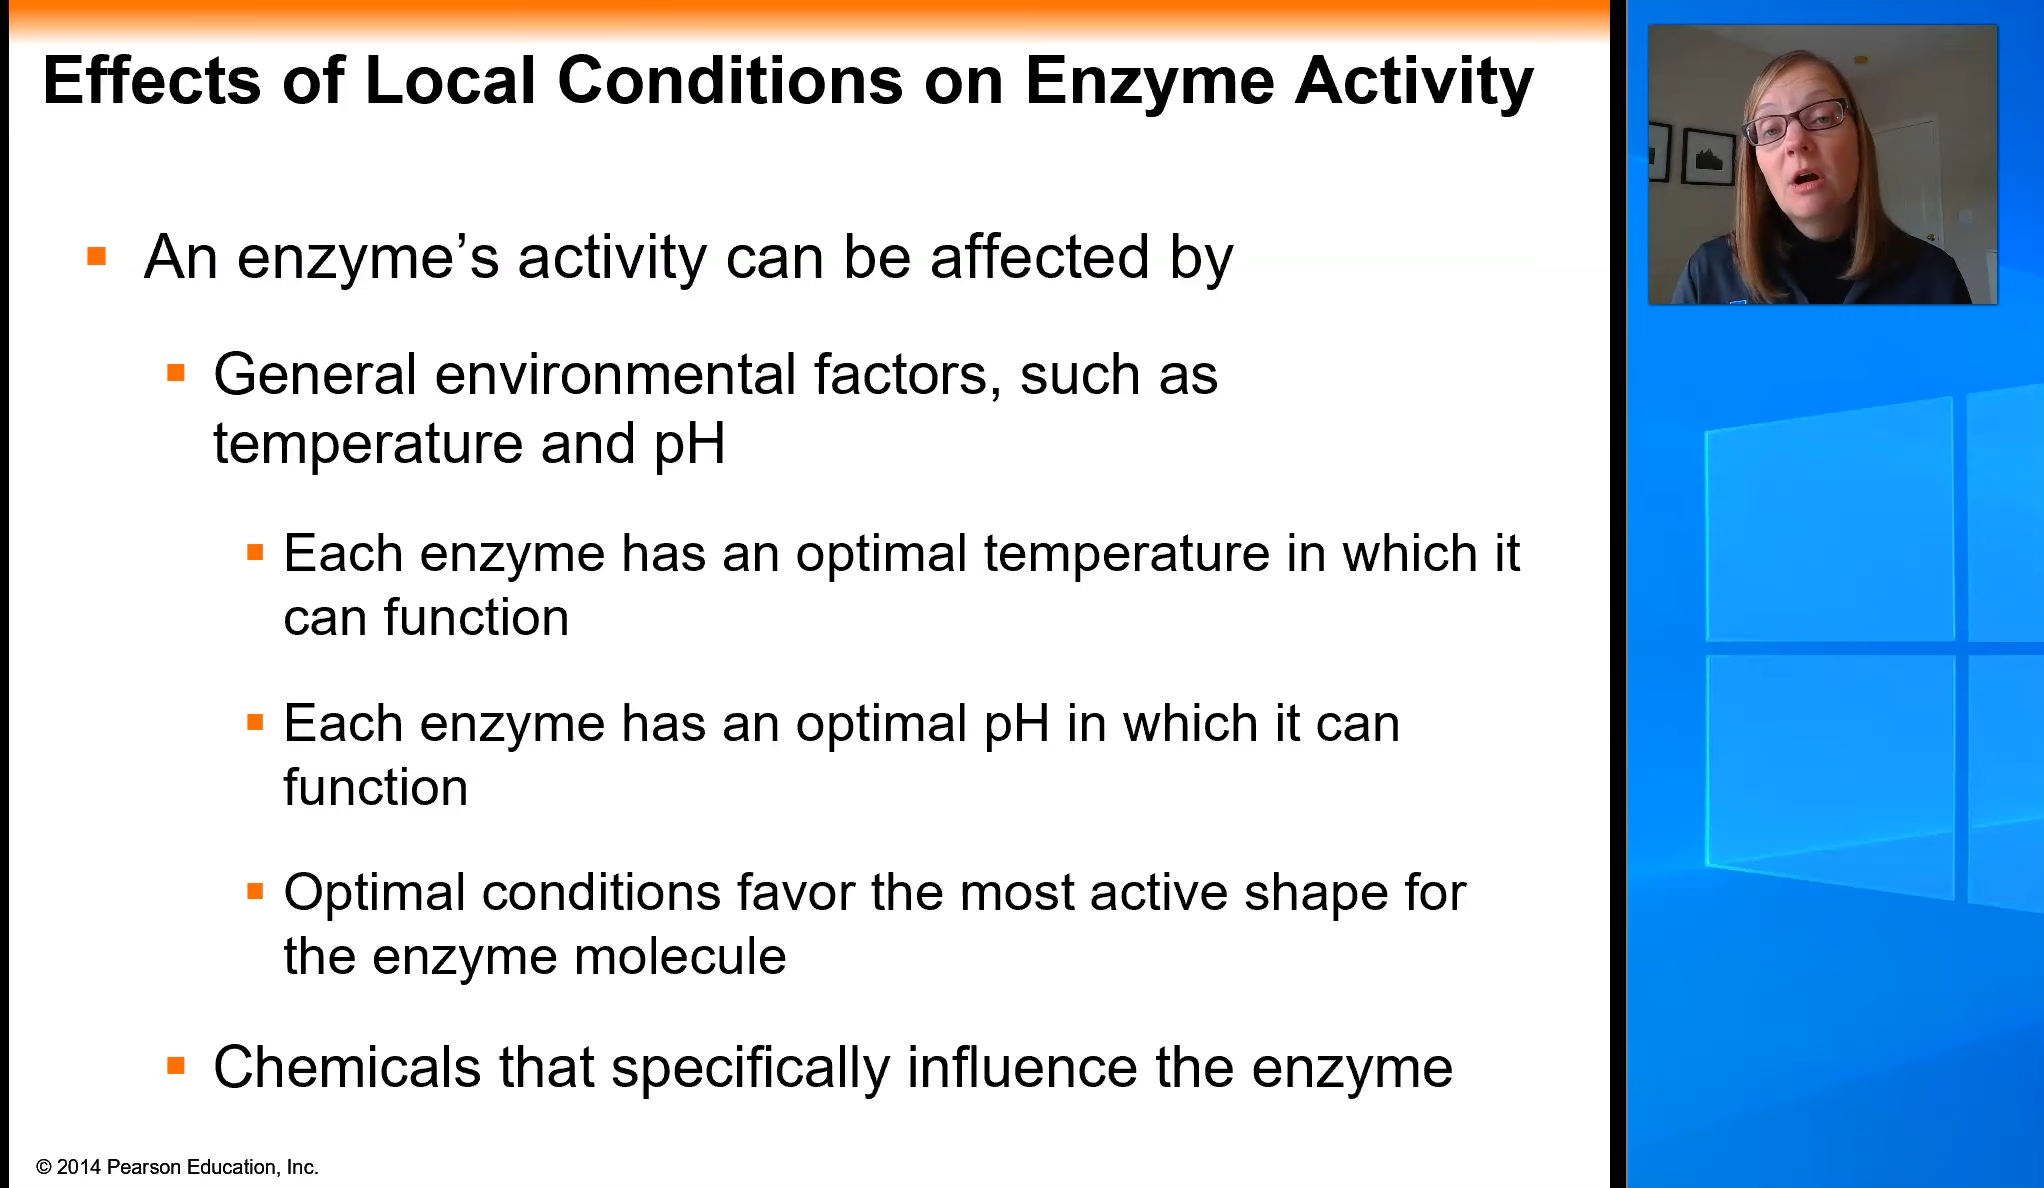 Effects of Local Conditions on Enzyme Activity
An enzyme’s activity can be affected by
General environmental factors, such as
temperature and pH
Each enzyme has an optimal temperature in which it
can function
Each enzyme has an optimal pH in which it can
function
Optimal conditions favor the most active shape for
the enzyme molecule
Chemicals that specifically influence the enzyme
© 2014 Pearson Education, Inc.